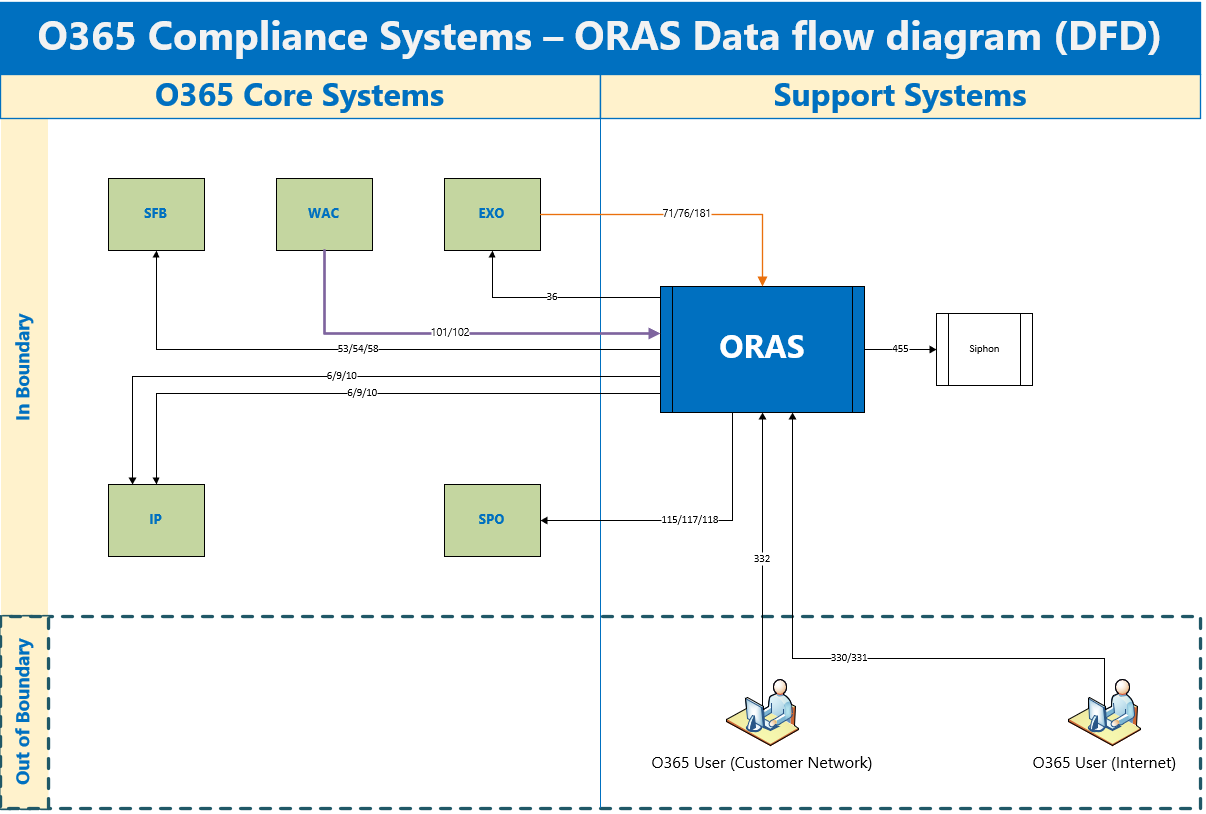 O365 Compliance Systems – ORAS Data flow diagram (DFD)
O365 Core Systems
Support Systems
In Boundary
SFB
WAC
EXO
71/76/181
36
101/102
53/54/58
6/9/10
6/9/10
ORAS
455
Siphon
IP
SPO
115/117/118
332
Out of Boundary
330/331
O365 User (Customer Network)
O365 User (Internet)